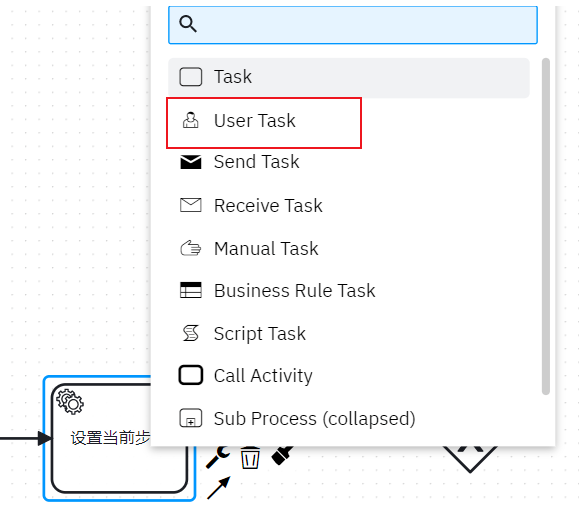 Task
User Task
Send Task
Receive Task
Manual Task
Business Rule Task
Script Task
Call Activity
Sub Process (collapsed)
设置当前步